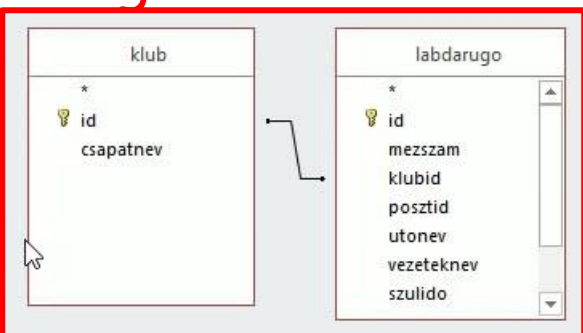 klub
*
id
csapatnev
labdarugo
*
id
mezszam
klubid
posztid
utonev
vezeteknev
szulido